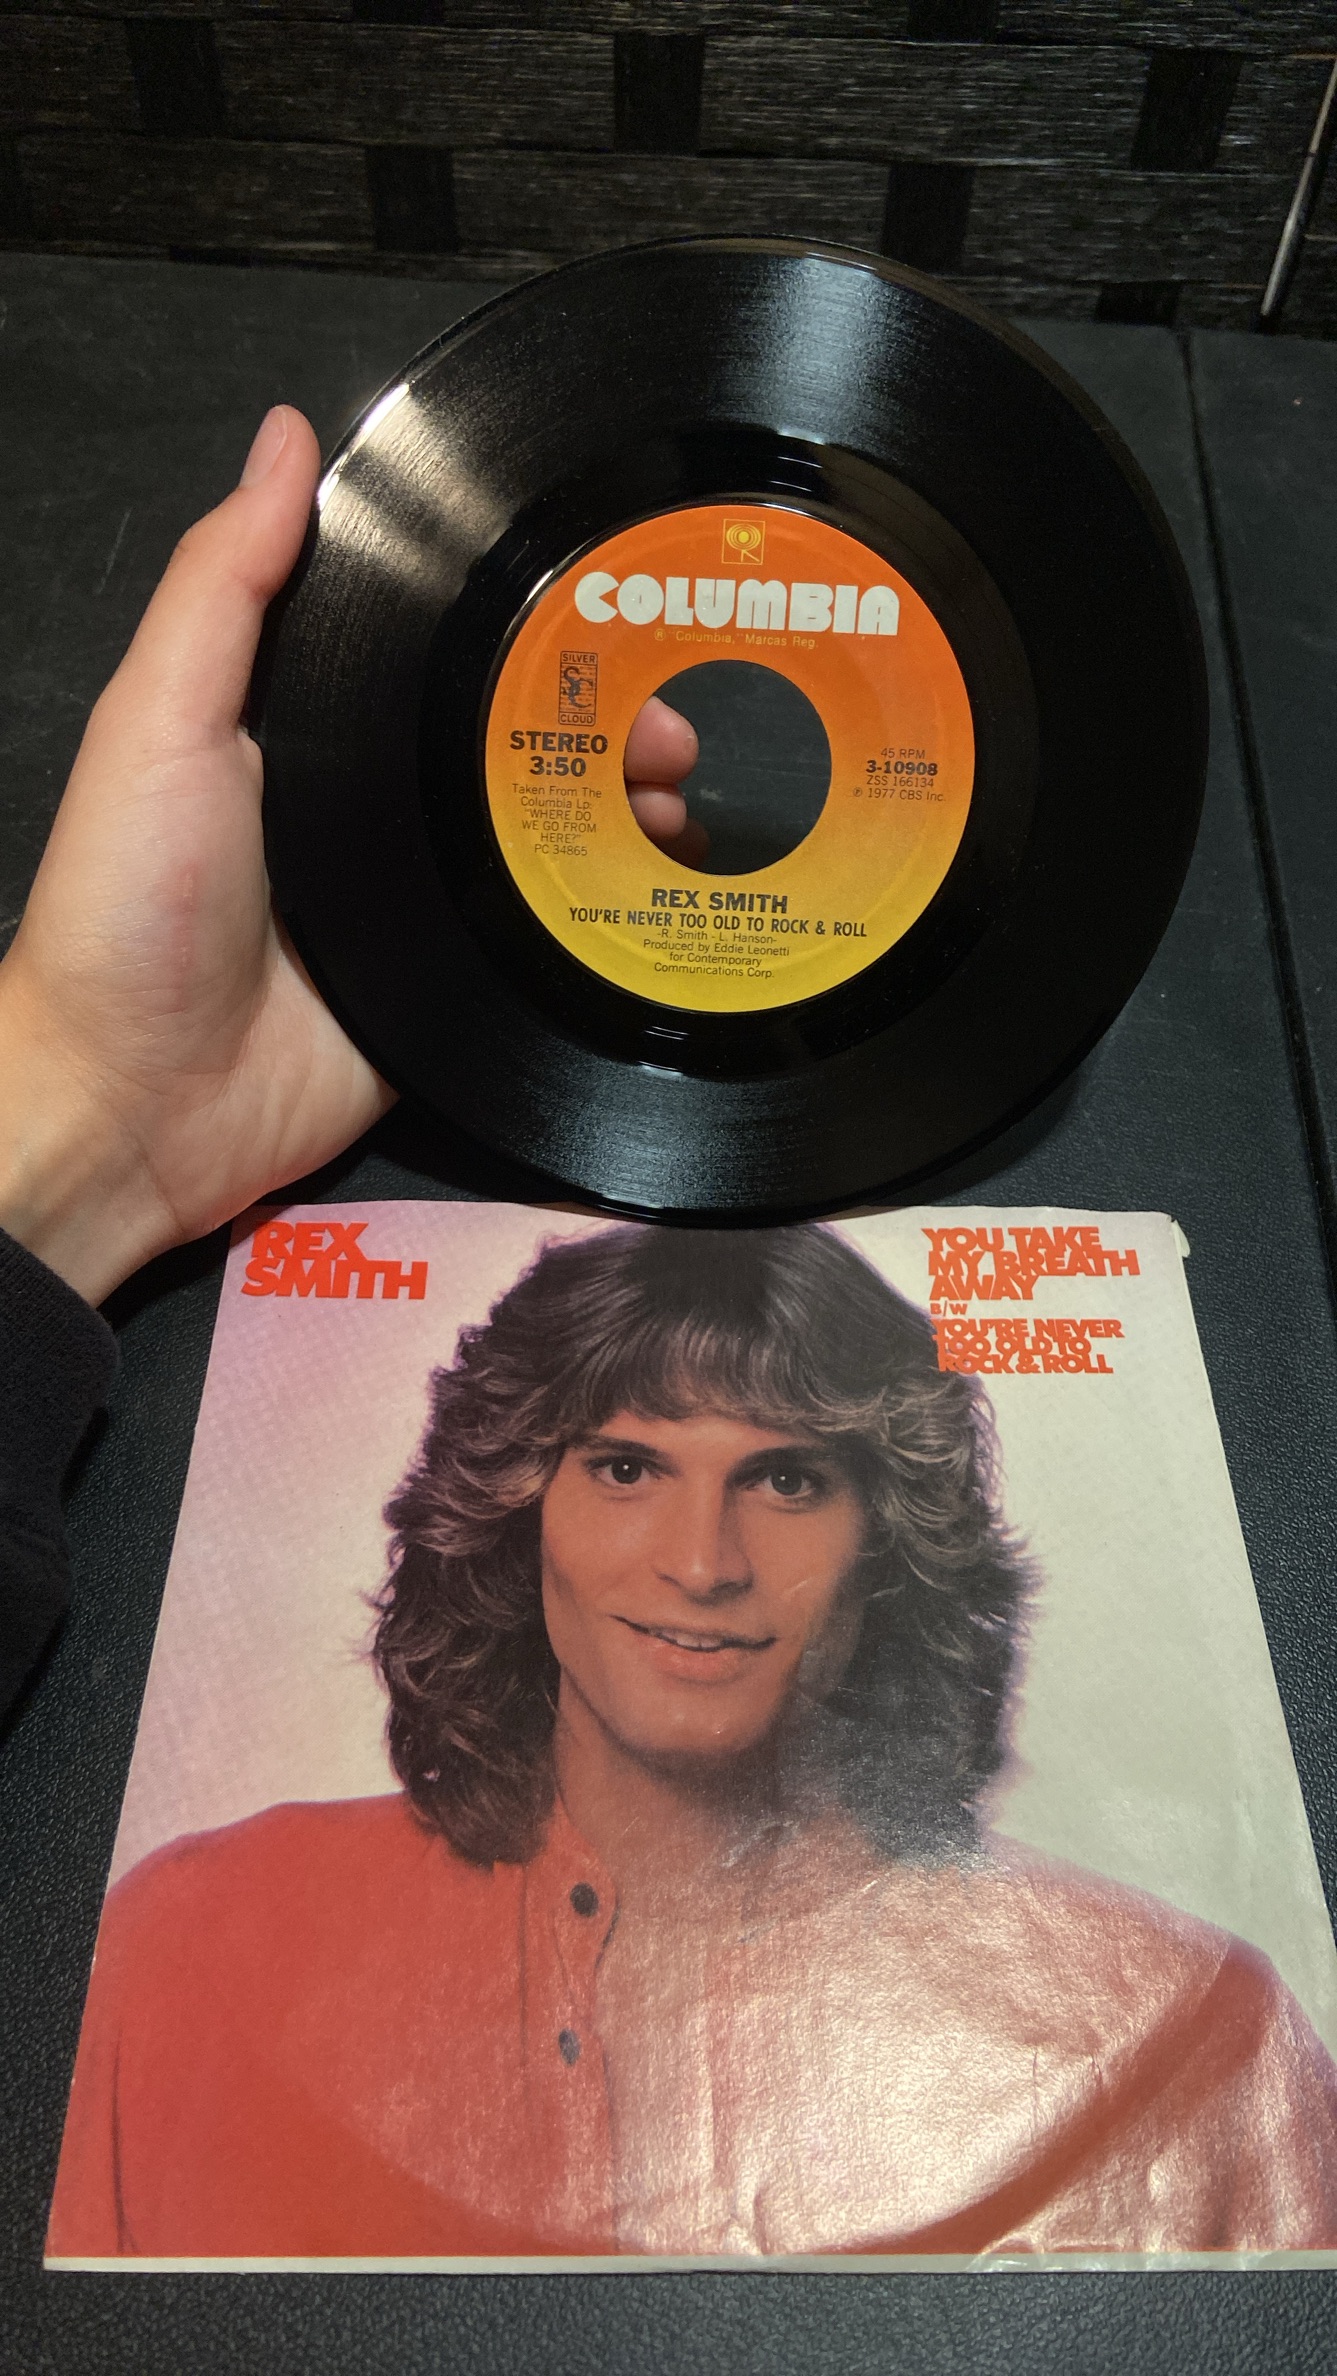 COLUMBIA
® "Columbia," Marcas Reg.
SILVER
SC
CLOUD
STEREO
3:50
Taken From The
Columbia Lp:
"WHERE DO
WE GO FROM
HERE?"
PC 34865
45 RPM
3-10908
ZSS 166134
℗ 1977 CBS Inc.
REX SMITH
YOU'RE NEVER TOO OLD TO ROCK & ROLL
-R. Smith - L. Hanson-
Produced by Eddie Leonetti
for Contemporary
Communications Corp.
REX
SMITH
YOU TAKE
MY BREATH
AWAY
B/W
YOU'RE NEVER
TOO OLD TO
ROCK & ROLL